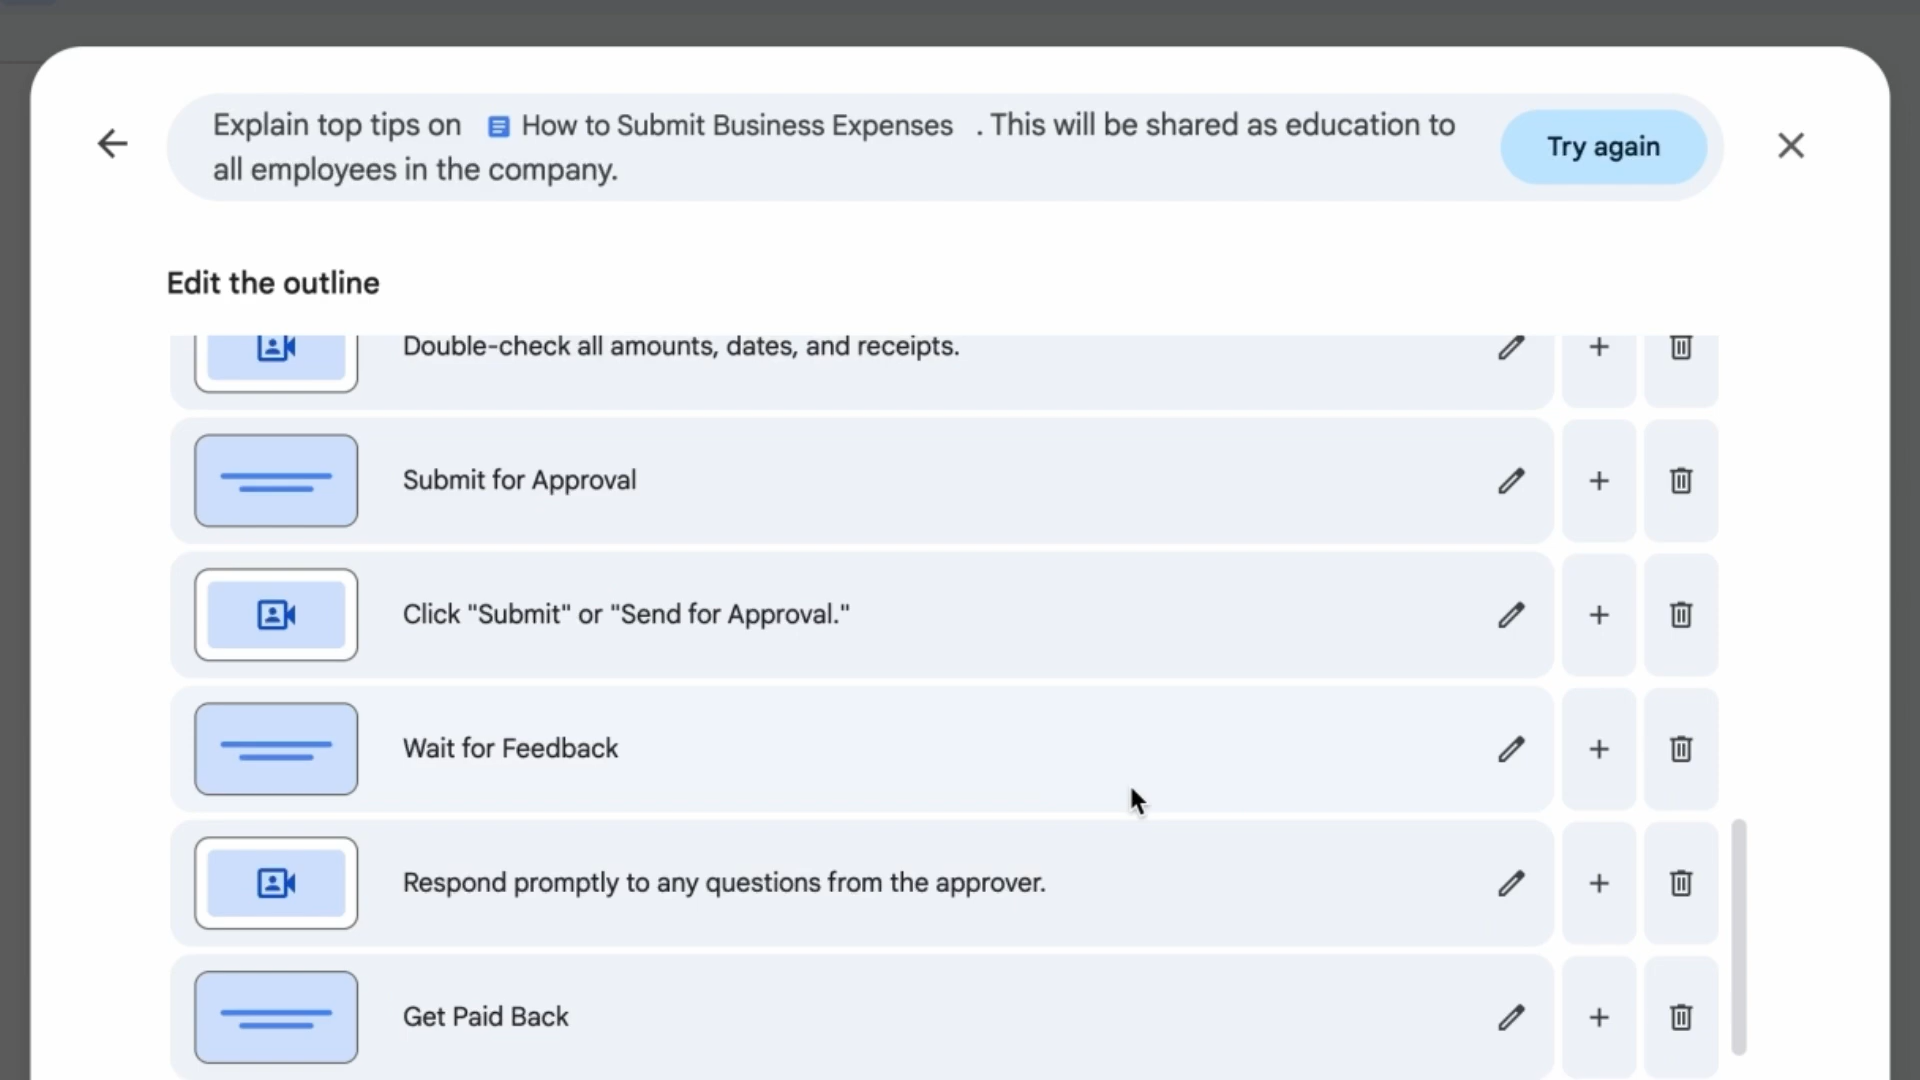 Explain top tips on How to Submit Business Expenses . This will be shared as education to
all employees in the company.
Try again
Edit the outline
Double-check all amounts, dates, and receipts.
Submit for Approval
Click "Submit" or "Send for Approval."
Wait for Feedback
Respond promptly to any questions from the approver.
Get Paid Back